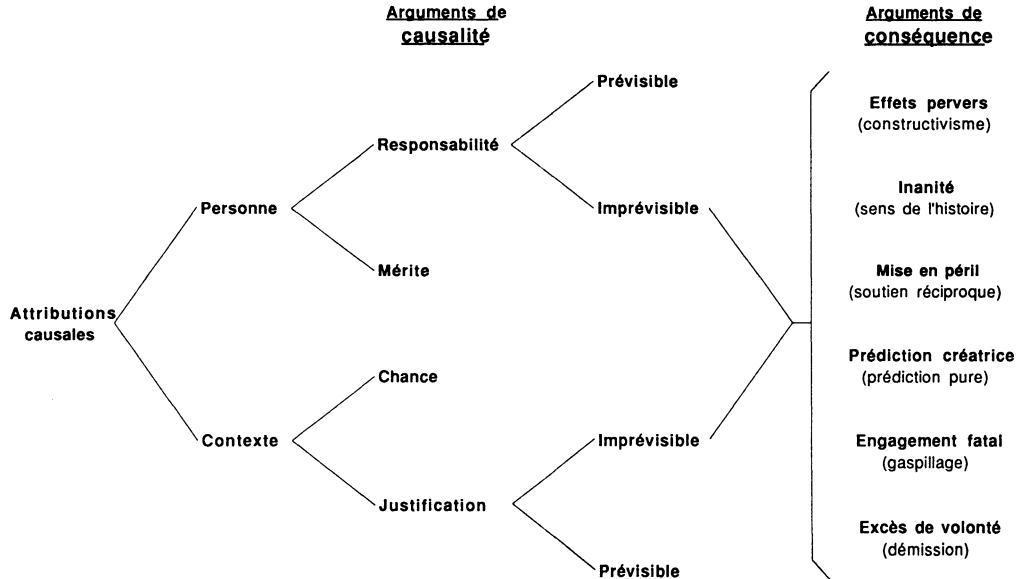 Arguments de
causalité
Arguments de
conséquence
Prévisible
Effets pervers
(constructivisme)
Responsabilité
Inanité
(sens de l'histoire)
Personne
Imprévisible
Mérite
Mise en péril
(soutien réciproque)
Attributions
causales
Prédiction créatrice
(prédiction pure)
Chance
Contexte
Imprévisible
Engagement fatal
(gaspillage)
Justification
Excès de volonté
(démission)
Prévisible